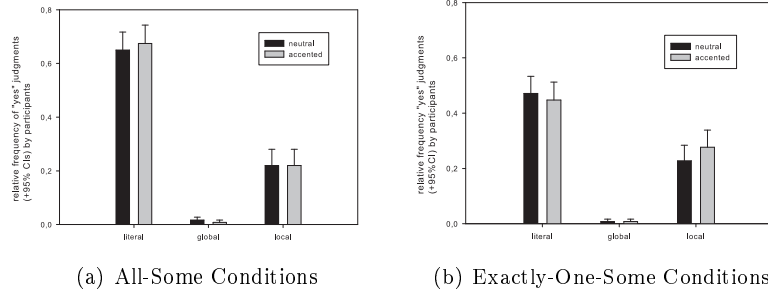 relative frequency of "yes" judgments
(+95% CIs) by participants
0,8
0,6
0,4
0,2
0,0
neutral
accented
literal
global
local
(a) All-Some Conditions
relative frequency "yes" judgments
(+95%CI) by participants
0,8
0,6
0,4
0,2
0,0
neutral
accented
literal
global
local
(b) Exactly-One-Some Conditions